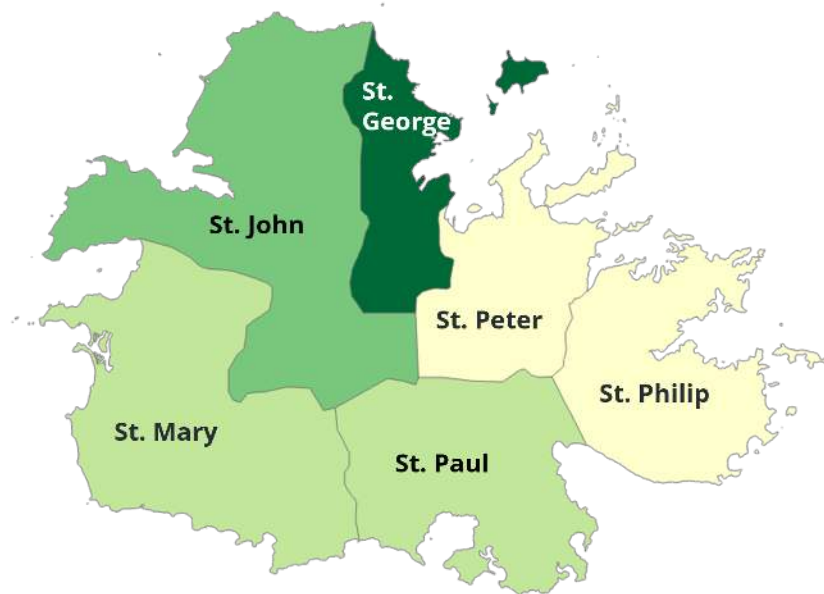 St.
George
St. John
St. Peter
St. Philip
St. Mary
St. Paul